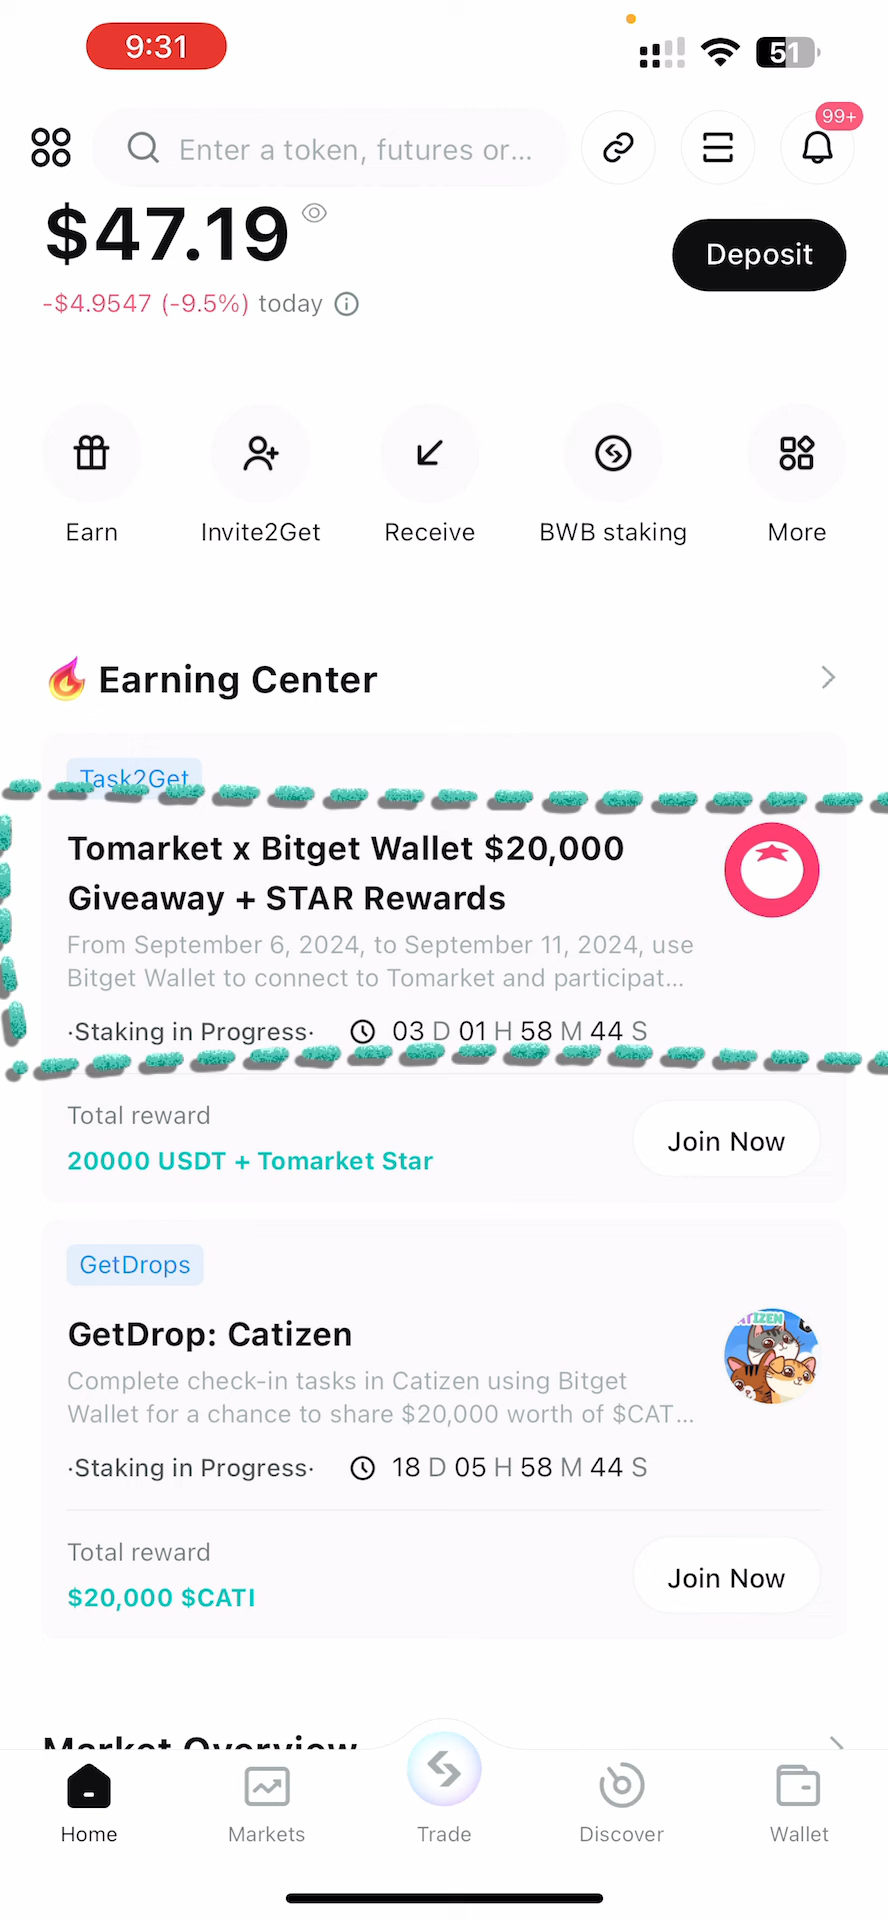 9:31
51
Enter a token, futures or...
99+
$47.19
Deposit
-$4.9547 (-9.5%) today
Earn
Invite2Get
Receive
BWB staking
More
Earning Center
Task2Get
Tomarket x Bitget Wallet $20,000
Giveaway + STAR Rewards
From September 6, 2024, to September 11, 2024, use
Bitget Wallet to connect to Tomarket and participat...
·Staking in Progress· 03 D 01 H 58 M 44 S
Total reward
20000 USDT + Tomarket Star
Join Now
GetDrops
GetDrop: Catizen
CATIZEN
Complete check-in tasks in Catizen using Bitget
Wallet for a chance to share $20,000 worth of $CAT...
·Staking in Progress· 18 D 05 H 58 M 44 S
Total reward
$20,000 $CATI
Join Now
Market Overview
Home
Markets
Trade
Discover
Wallet